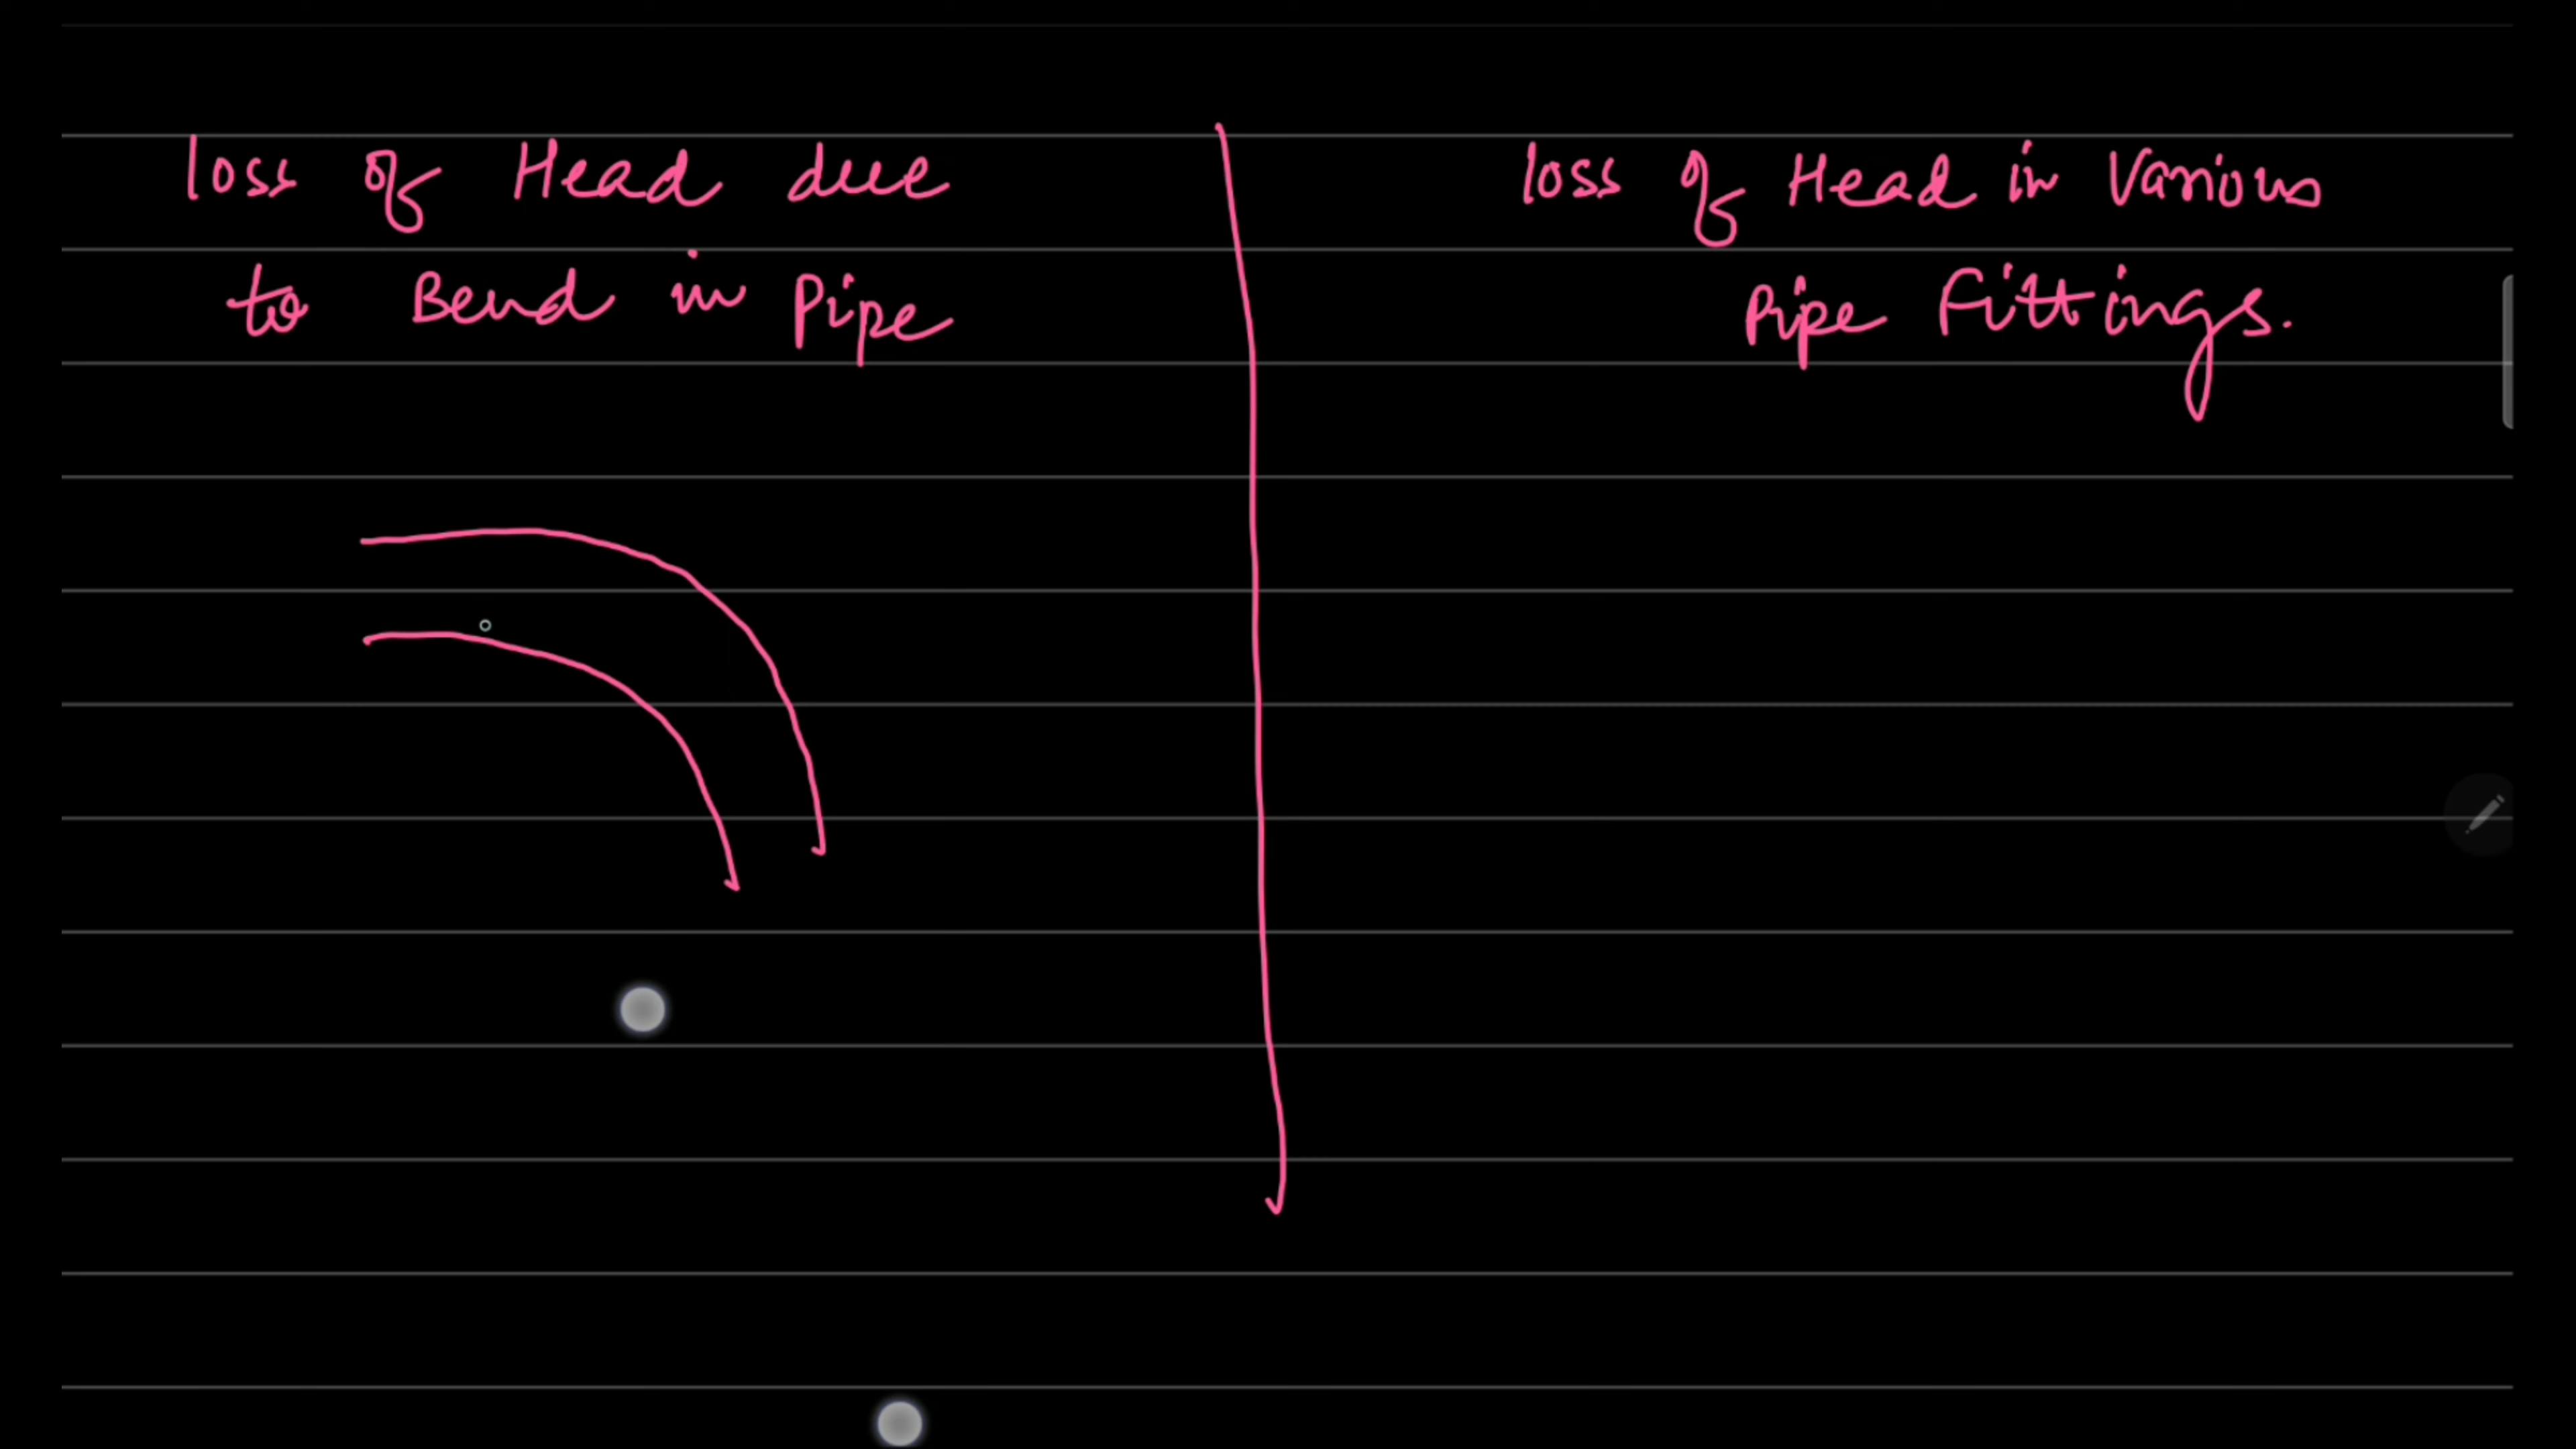 loss of Head due
to Bend in Pipe
loss of Head in Various
Pipe Fittings.